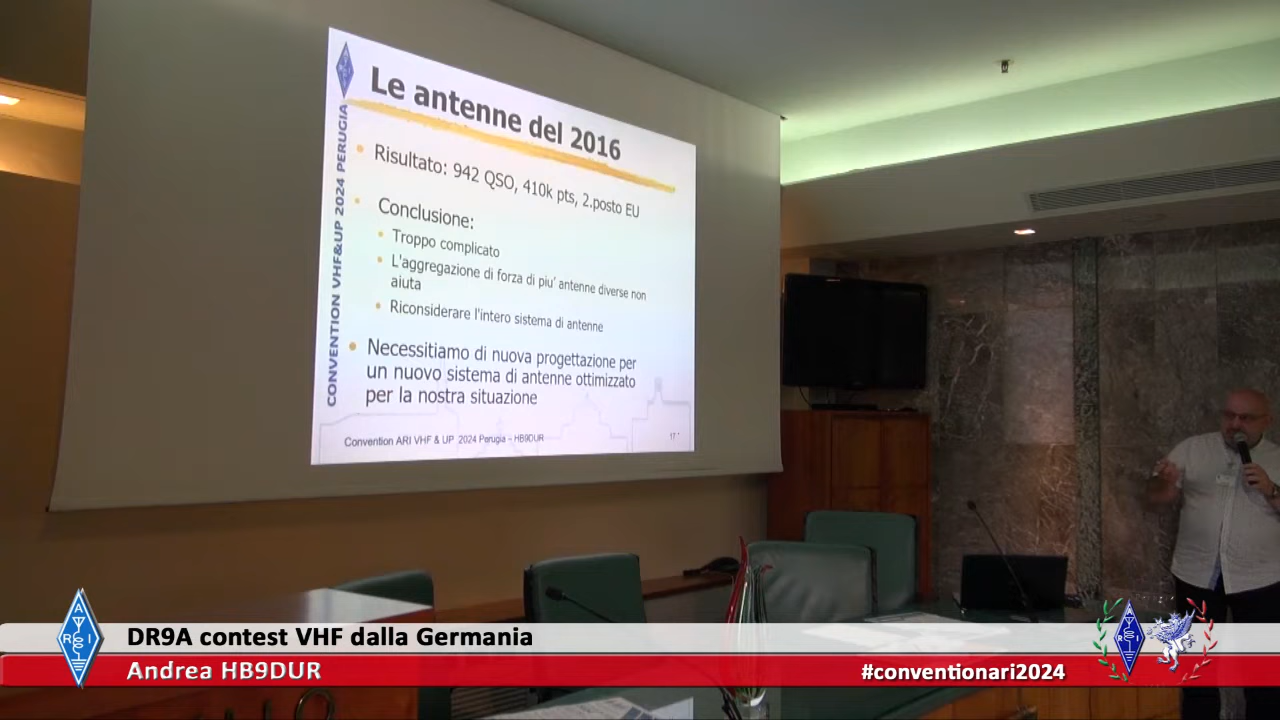 Le antenne del 2016
CONVENTION VHF&UP 2024 PERUGIA
Risultato: 942 QSO, 410k pts, 2.posto EU
Conclusione:
Troppo complicato
L'aggregazione di forza di piu' antenne diverse non
aiuta
Riconsiderare l'intero sistema di antenne
Necessitiamo di nuova progettazione per
un nuovo sistema di antenne ottimizzato
per la nostra situazione
Convention ARI VHF & UP 2024 Perugia – HB9DUR
17
A
R I
DR9A contest VHF dalla Germania
Andrea HB9DUR
#conventionari2024